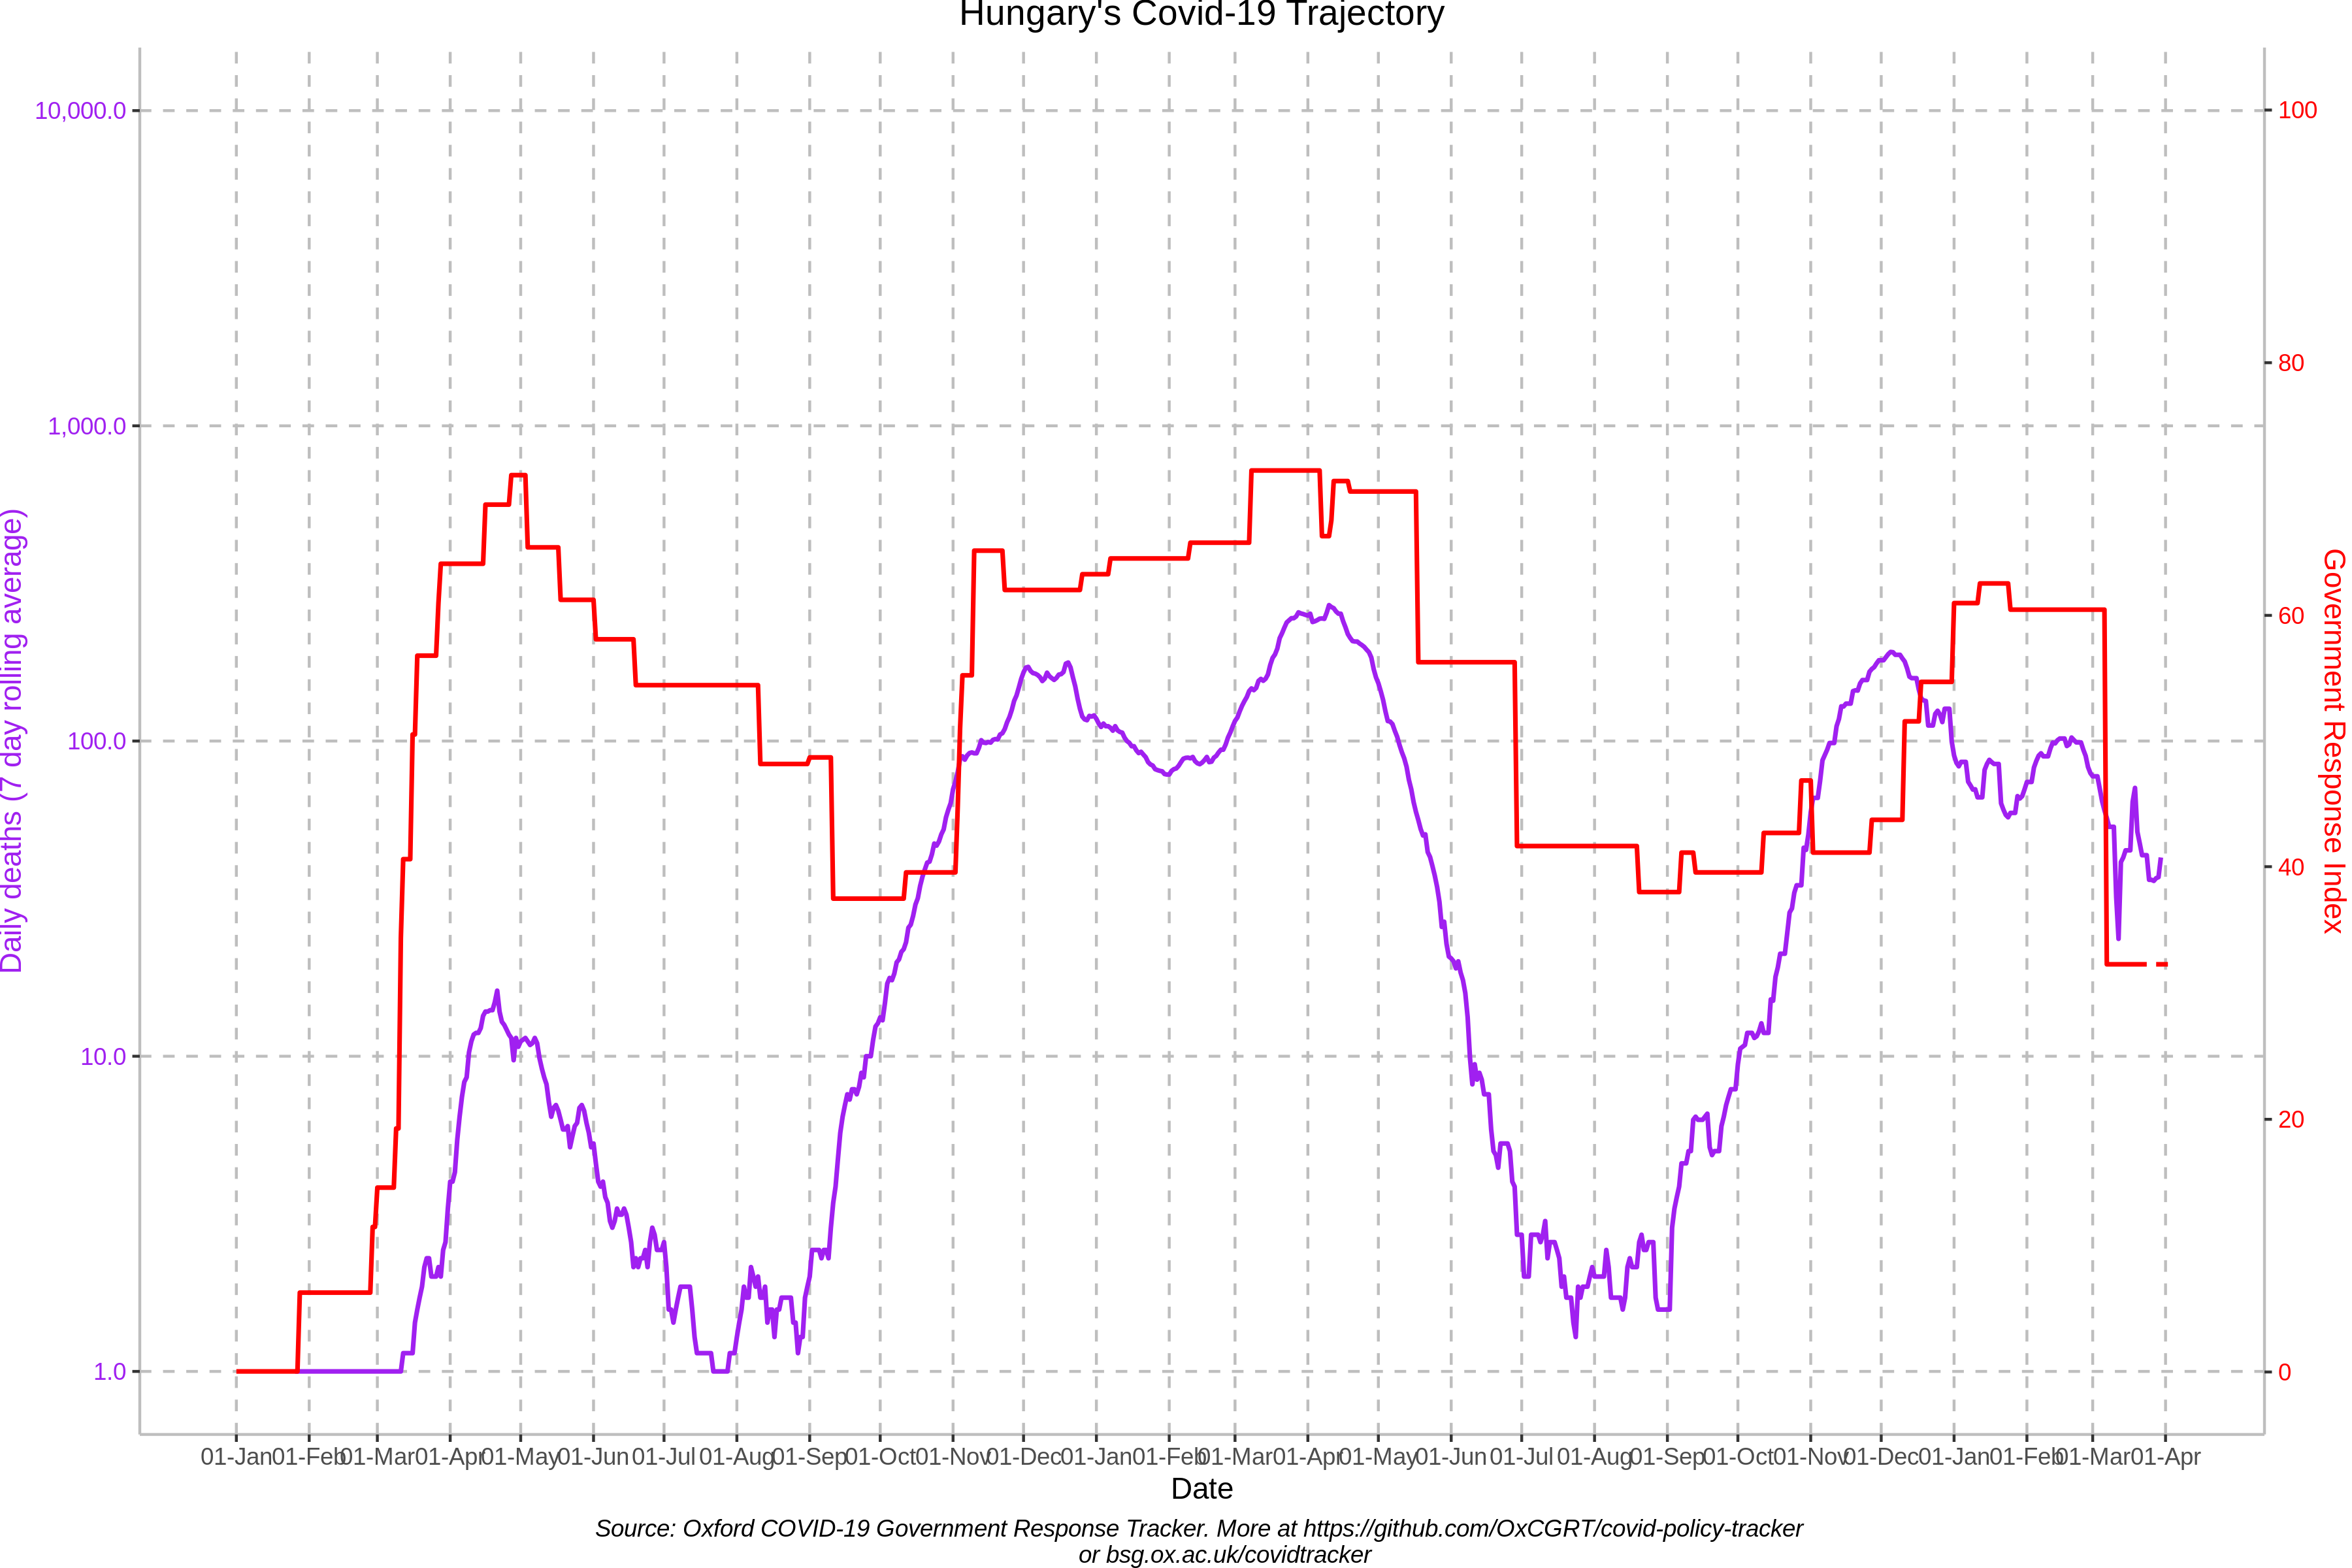 Hungary's Covid-19 Trajectory
10,000.0
1,000.0
100.0
10.0
1.0
Daily deaths (7 day rolling average)
100
80
60
40
20
0
Government Response Index
01-Jan 01-Feb 01-Mar 01-Apr 01-May 01-Jun 01-Jul 01-Aug 01-Sep 01-Oct 01-Nov 01-Dec 01-Jan 01-Feb 01-Mar 01-Apr 01-May 01-Jun 01-Jul 01-Aug 01-Sep 01-Oct 01-Nov 01-Dec 01-Jan 01-Feb 01-Mar 01-Apr
Date
Source: Oxford COVID-19 Government Response Tracker. More at https://github.com/OxCGRT/covid-policy-tracker
or bsg.ox.ac.uk/covidtracker